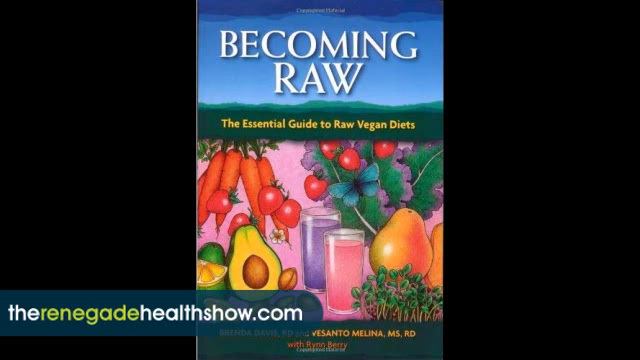 BECOMING
RAW
The Essential Guide to Raw Vegan Diets
therenegadehealthshow.com
BRENDA DAVIS, RD and VESANTO MELINA, MS, RD
with Rynn Berry